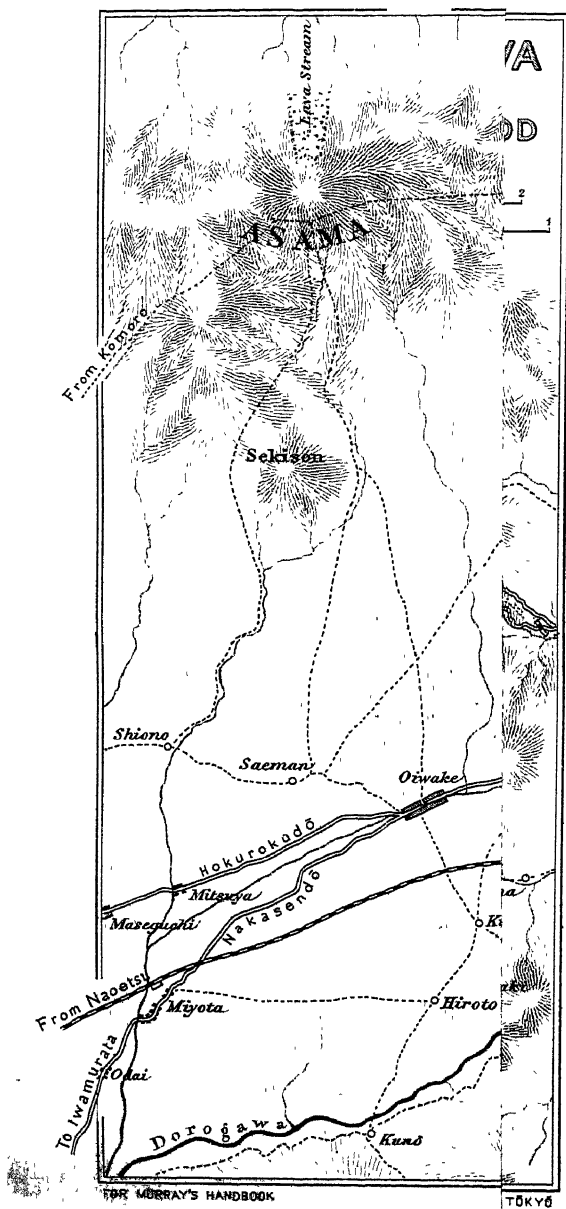 Lava Stream
VA
OD
2
1
ASAMA
From Komoro
Sekison
Shiono
Saeman
Oiwake
Hokurokudō
Mitsuya
Maseguchi
Nakasendō
na
K
From Naoetsu
Miyota
Hiroto
To Iwamurata
Odai
Dorogawa
Kunō
FOR MURRAY'S HANDBOOK
TŌKYŌ